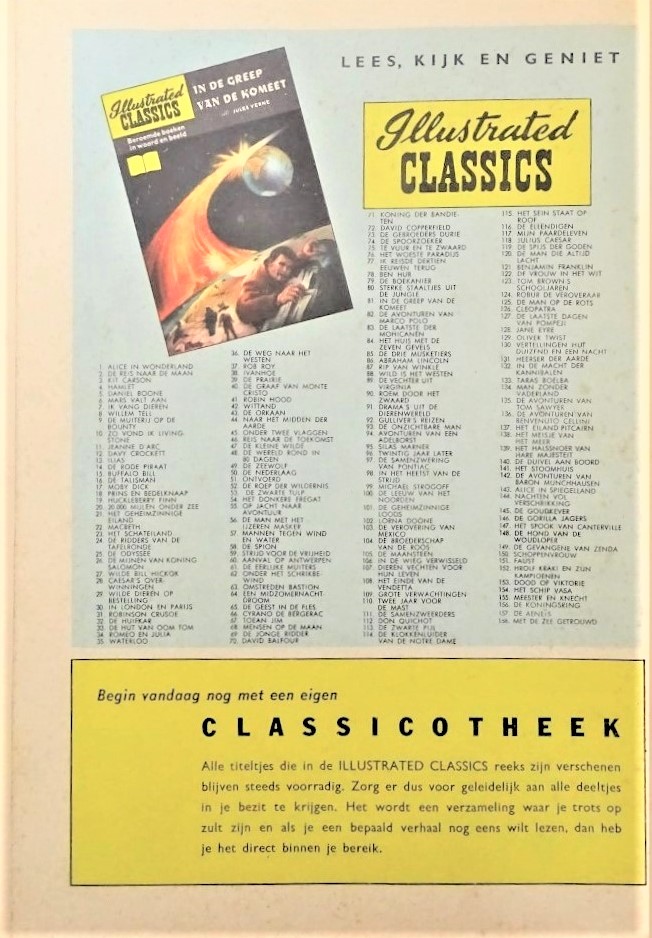 LEES, KIJK EN GENIET
Illustrated
CLASSICS
Beroemde boeken
in woord en beeld
IN DE GREEP
VAN DE KOMEET
JULES VERNE
Illustrated
CLASSICS
1. ALICE IN WONDERLAND
2. DE REIS NAAR DE MAAN
3. KIT CARSON
4. HAMLET
5. DANIEL BOONE
6. MARS VALT AAN
7. IK VANG DIEREN
8. WILLEM TELL
9. DE MUITERIJ OP DE
BOUNTY
10. ZO VOND IK LIVING-
STONE
11. JEANNE D'ARC
12. DAVY CROCKETT
13. ILIAS
14. DE RODE PIRAAT
15. BUFFALO BILL
16. DE TALISMAN
17. MOBY DICK
18. PRINS EN BEDELKNAAP
19. HUCKLEBERRY FINN
20. 20.000 MIJLEN ONDER ZEE
21. HET GEHEIMZINNIGE
EILAND
22. MACBETH
23. HET SCHATEILAND
24. DE RIDDERS VAN DE
TAFELRONDE
25. DE ODYSSEE
26. DE MIJNEN VAN KONING
SALOMON
27. WILDE BILL HICKOK
28. CAESAR'S OVER-
WINNINGEN
29. WILDE DIEREN OP
BESTELLING
30. IN LONDEN EN PARIJS
31. ROBINSON CRUSOE
32. DE HUIFKAR
33. DE HUT VAN OOM TOM
34. ROMEO EN JULIA
35. WATERLOO
36. DE WEG NAAR HET
WESTEN
37. ROB ROY
38. IVANHOE
39. DE PRAIRIE
40. DE GRAAF VAN MONTE
CRISTO
41. ROBIN HOOD
42. WITTAND
43. DE ORKAAN
44. NAAR HET MIDDEN DER
AARDE
45. ONDER TWEE VLAGGEN
46. REIS NAAR DE TOEKOMST
47. DE KLEINE WILDE
48. DE WERELD ROND IN
80 DAGEN
49. DE ZEEWOLF
50. DE NEDERLAAG
51. ONTVOERD
52. DE ROEP DER WILDERNIS
53. DE ZWARTE TULP
54. HET DONKERE FREGAT
55. OP JACHT NAAR
AVONTUUR
56. DE MAN MET HET
IJZEREN MASKER
57. MANNEN TEGEN WIND
EN WATER
58. DE SPION
59. STRIJD VOOR DE VRIJHEID
60. AANVAL OP ANTWERPEN
61. DE EERLIJKE MUITERS
62. ONDER HET SCHRIKBE-
WIND
63. OMSTREDEN BASTION
64. EEN MIDZOMERNACHT
DROOM
65. DE GEEST IN DE FLES
66. CYRANO DE BERGERAC
67. TOEAN JIM
68. MENSEN OP DE MAAN
69. DE JONGE RIDDER
70. DAVID BALFOUR
71. KONING DER BANDIE-
TEN
72. DAVID COPPERFIELD
73. DE GEBROEDERS DURIE
74. DE SPOORZOEKER
75. TE VUUR EN TE ZWAARD
76. HET WOESTE PARADIJS
77. IK REISDE DERTIEN
EEUWEN TERUG
78. BEN HUR
79. DE BOEKANIER
80. STERKE STAALTJES UIT
DE JUNGLE
81. IN DE GREEP VAN DE
KOMEET
82. DE AVONTUREN VAN
MARCO POLO
83. DE LAATSTE DER
MOHICANEN
84. HET HUIS MET DE
ZEVEN GEVELS
85. DE DRIE MUSKETIERS
86. ABRAHAM LINCOLN
87. RIP VAN WINKLE
88. WILD IS HET WESTEN
89. DE VECHTER UIT
VIRGINIA
90. ROEM DOOR HET
ZWAARD
91. DRAMA'S UIT DE
DIERENWERELD
92. GULLIVER'S REIZEN
93. DE ONZICHTBARE MAN
94. AVONTUREN VAN EEN
ADELBORST
95. SILAS MARNER
96. TWINTIG JAAR LATER
97. DE SAMENZWERING
VAN PONTIAC
98. IN HET HEETST VAN DE
STRIJD
99. MICHAEL STROGOFF
100. DE LEEUW VAN HET
NOORDEN
101. DE GEHEIMZINNIGE
LOODS
102. LORNA DOONE
103. DE VEROVERING VAN
MEXICO
104. DE BROEDERSCHAP
VAN DE ROOS
105. DE MAANSTEEN
106. IN DE WIEG VERWISSELD
107. DIEREN VECHTEN VOOR
HUN LEVEN
108. HET EINDE VAN DE
VENDETTA
109. GROTE VERWACHTINGEN
110. TWEE JAAR VOOR
DE MAST
111. DE SAMENZWEERDERS
112. DON QUICHOT
113. DE ZWARTE PIJL
114. DE KLOKKENLUIDER
VAN DE NOTRE DAME
115. HET SEIN STAAT OP
ROOF
116. DE ELLENDIGEN
117. MIJN PAARDELEVEN
118. JULIUS CAESAR
119. DE SPIJS DER GODEN
120. DE MAN DIE ALTIJD
LACHT
121. BENJAMIN FRANKLIN
122. DE VROUW IN HET WIT
123. TOM BROWN'S
SCHOOLJAREN
124. ROBUR DE VEROVERAAR
125. DE MAN OP DE ROTS
126. CLEOPATRA
127. DE LAATSTE DAGEN
VAN POMPEJI
128. JANE EYRE
129. OLIVER TWIST
130. VERTELLINGEN UIT
DUIZEND EN EEN NACHT
131. HEERSER DER AARDE
132. IN DE MACHT DER
KANNIBALEN
133. TARAS BOELBA
134. MAN ZONDER
VADERLAND
135. DE AVONTUREN VAN
TOM SAWYER
136. DE AVONTUREN VAN
BENVENUTO CELLINI
137. HET EILAND PITCAIRN
138. HET MEISJE VAN
HET MEER
139. HET HALSSNOER VAN
HARE MAJESTEIT
140. DE DUIVEL AAN BOORD
141. HET STOOMHUIS
142. DE AVONTUREN VAN
BARON MUNCHHAUSEN
143. ALICE IN SPIEGELLAND
144. NACHTEN VOL
VERSCHRIKKING
145. DE GOUDKEVER
146. DE GORILLA JAGERS
147. HET SPOOK VAN CANTERVILLE
148. DE HOND VAN DE
WOUDLOPER
149. DE GEVANGENE VAN ZENDA
150. SCHOPPENVROUW
151. FAUST
152. HROLF KRAKI EN ZIJN
KAMPIOENEN
153. DOOD OP VIKTORIE
154. HET SCHIP VASA
155. MEESTER EN KNECHT
156. DE KONINGSRING
157. DE AENEIS
158. MET DE ZEE GETROUWD
Begin vandaag nog met een eigen
CLASSICOTHEEK
Alle titeltjes die in de ILLUSTRATED CLASSICS reeks zijn verschenen
blijven steeds voorradig. Zorg er dus voor geleidelijk aan alle deeltjes
in je bezit te krijgen. Het wordt een verzameling waar je trots op
zult zijn en als je een bepaald verhaal nog eens wilt lezen, dan heb
je het direct binnen je bereik.